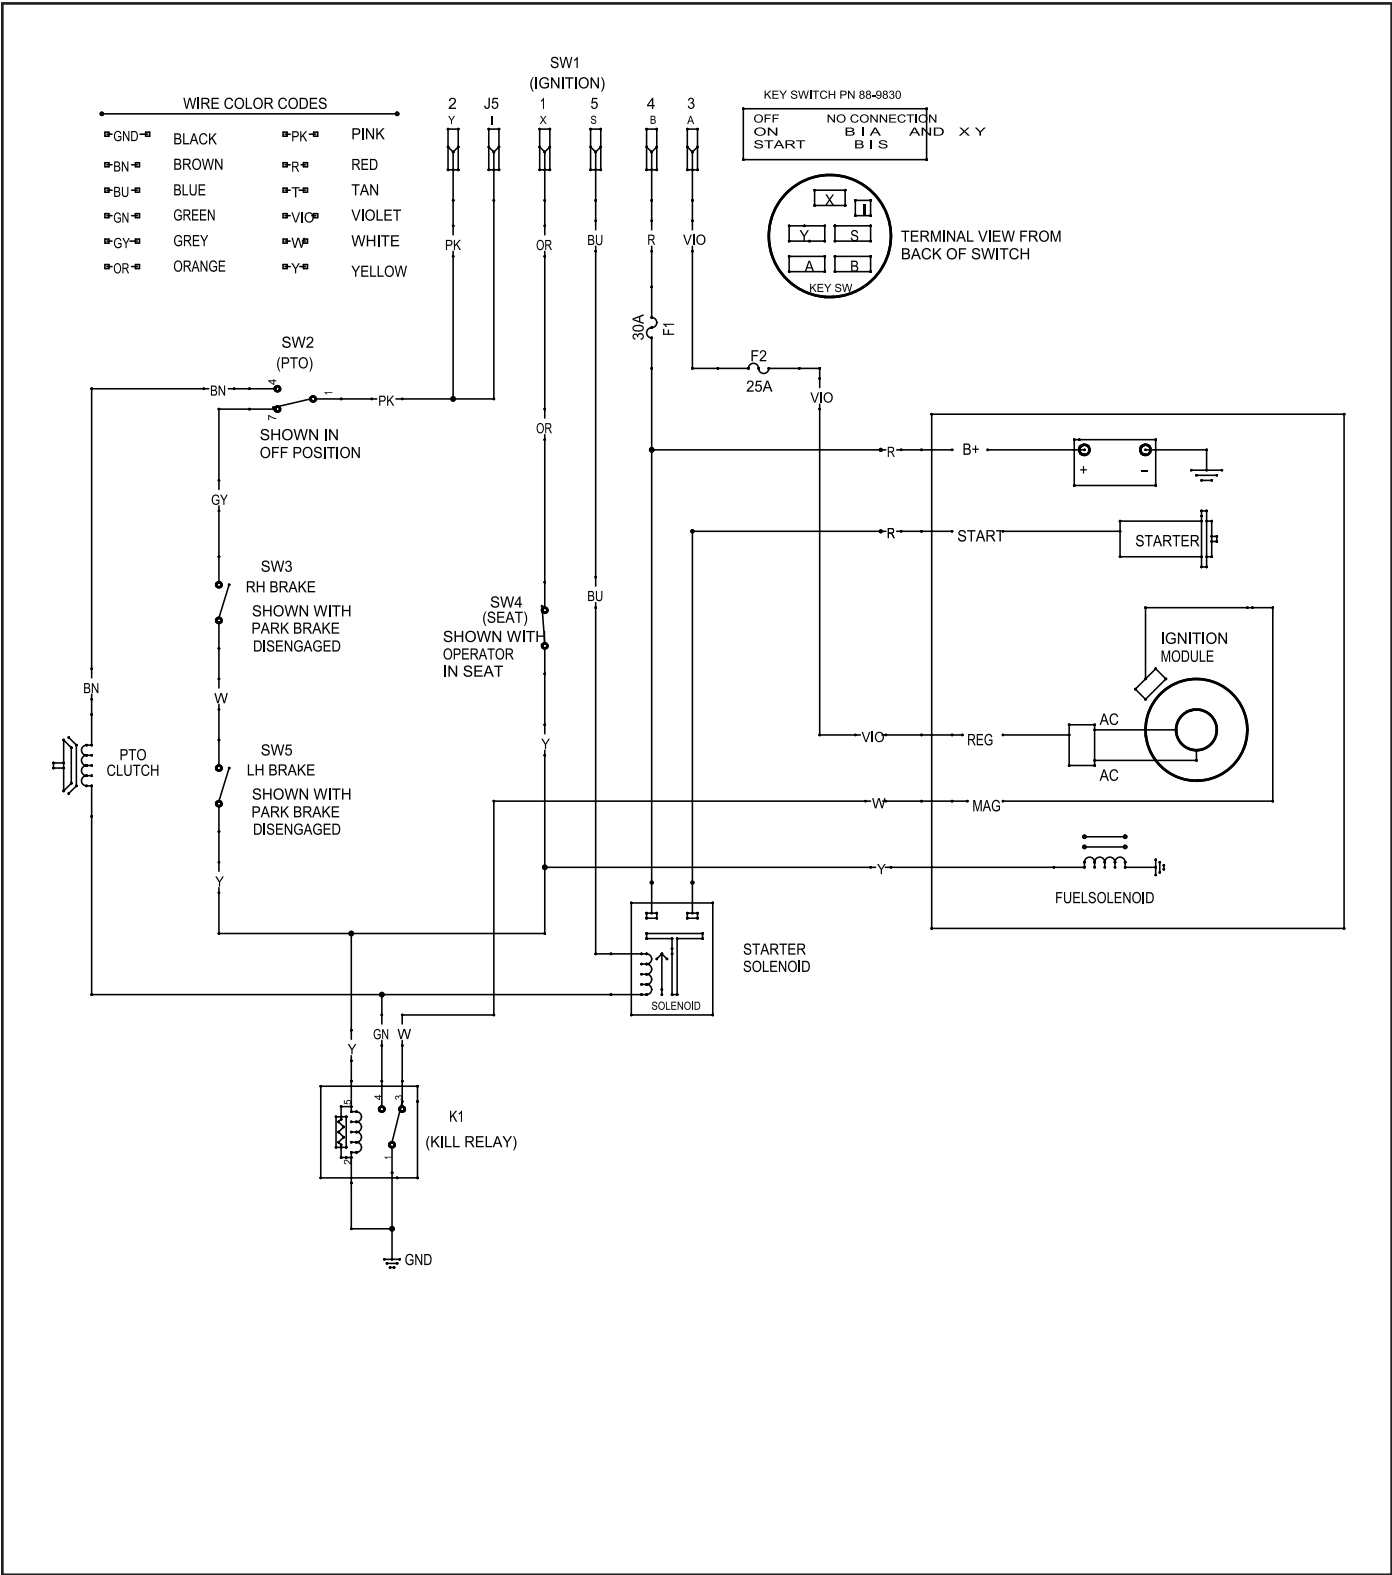 SW1
(IGNITION)
WIRE COLOR CODES
GND BLACK PK PINK
BN BROWN R RED
BU BLUE T TAN
GN GREEN VIO VIOLET
GY GREY W WHITE
OR ORANGE Y YELLOW
2 J5 1 5 4 3
Y I X S B A
KEY SWITCH PN 88-9830
OFF NO CONNECTION
ON B I A AND X Y
START B I S
X
I
Y S
A B
KEY SW
TERMINAL VIEW FROM
BACK OF SWITCH
PK OR BU R VIO
30A
F1
F2
25A
VIO
SW2
(PTO)
BN
4
1
PK
7
SHOWN IN
OFF POSITION
OR
GY
R B+
+ -
R START
STARTER
SW3
RH BRAKE
SHOWN WITH
PARK BRAKE
DISENGAGED
SW4
(SEAT)
SHOWN WITH
OPERATOR
IN SEAT
BU
IGNITION
MODULE
BN
W
SW5
LH BRAKE
SHOWN WITH
PARK BRAKE
DISENGAGED
PTO
CLUTCH
Y
VIO REG
AC
AC
W MAG
Y
FUELSOLENOID
Y
STARTER
SOLENOID
SOLENOID
Y
GN W
5
4
3
2
1
K1
(KILL RELAY)
GND